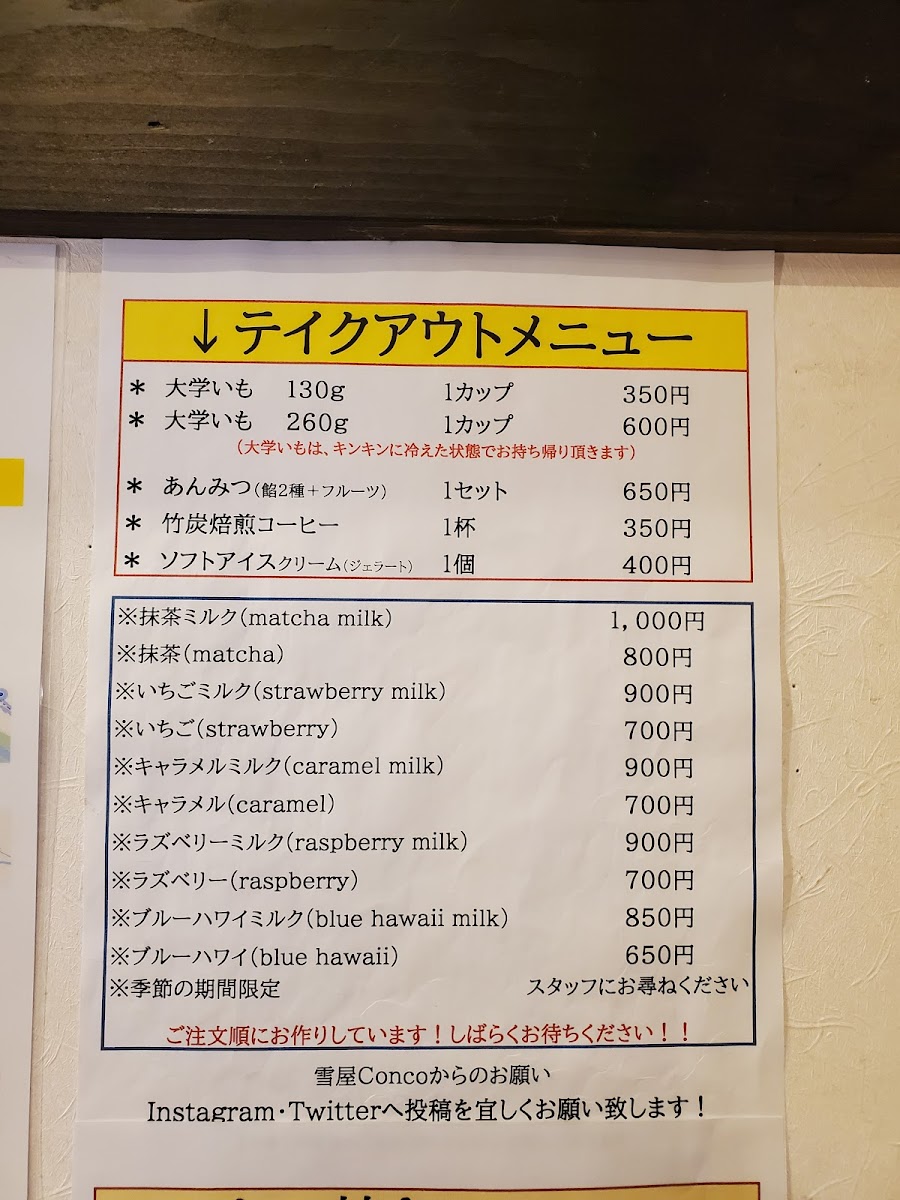 ↓テイクアウトメニュー
＊ 大学いも 130g 1カップ 350円
＊ 大学いも 260g 1カップ 600円
（大学いもは、キンキンに冷えた状態でお持ち帰り頂きます）
＊ あんみつ（餡2種＋フルーツ） 1セット 650円
＊ 竹炭焙煎コーヒー 1杯 350円
＊ ソフトアイスクリーム（ジェラート） 1個 400円
※抹茶ミルク（matcha milk） 1,000円
※抹茶（matcha） 800円
※いちごミルク（strawberry milk） 900円
※いちご（strawberry） 700円
※キャラメルミルク（caramel milk） 900円
※キャラメル（caramel） 700円
※ラズベリーミルク（raspberry milk） 900円
※ラズベリー（raspberry） 700円
※ブルーハワイミルク（blue hawaii milk） 850円
※ブルーハワイ（blue hawaii） 650円
※季節の期間限定 スタッフにお尋ねください
ご注文順にお作りしています！しばらくお待ちください！！
雪屋Concoからのお願い
Instagram・Twitterへ投稿を宜しくお願い致します！